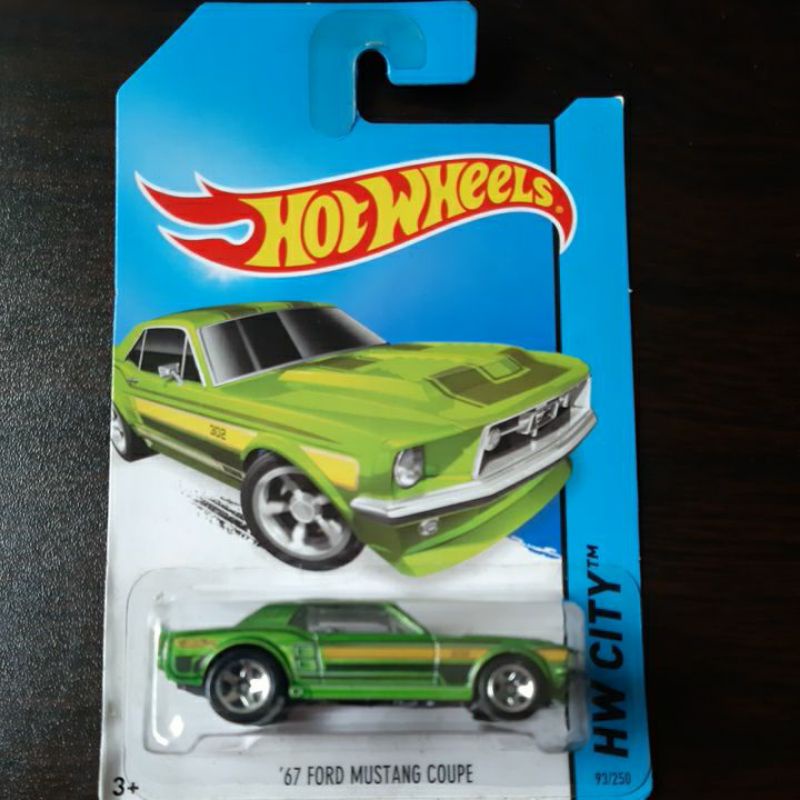 HOT WHEELS®
302
HW CITY™
'67 FORD MUSTANG COUPE
3+
93/250